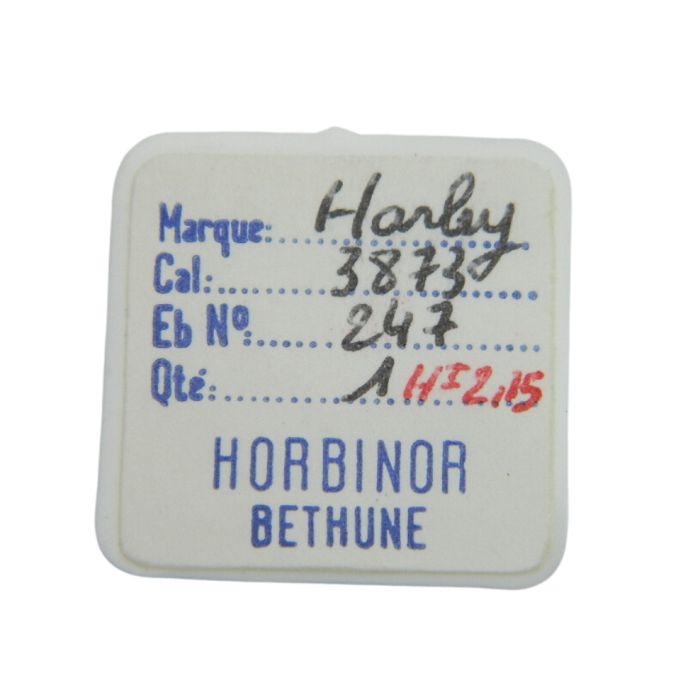 Marque: Harley
Cal: 3873
Eb Nº: 247
Qté: 1 HI 2,15
HORBINOR
BETHUNE